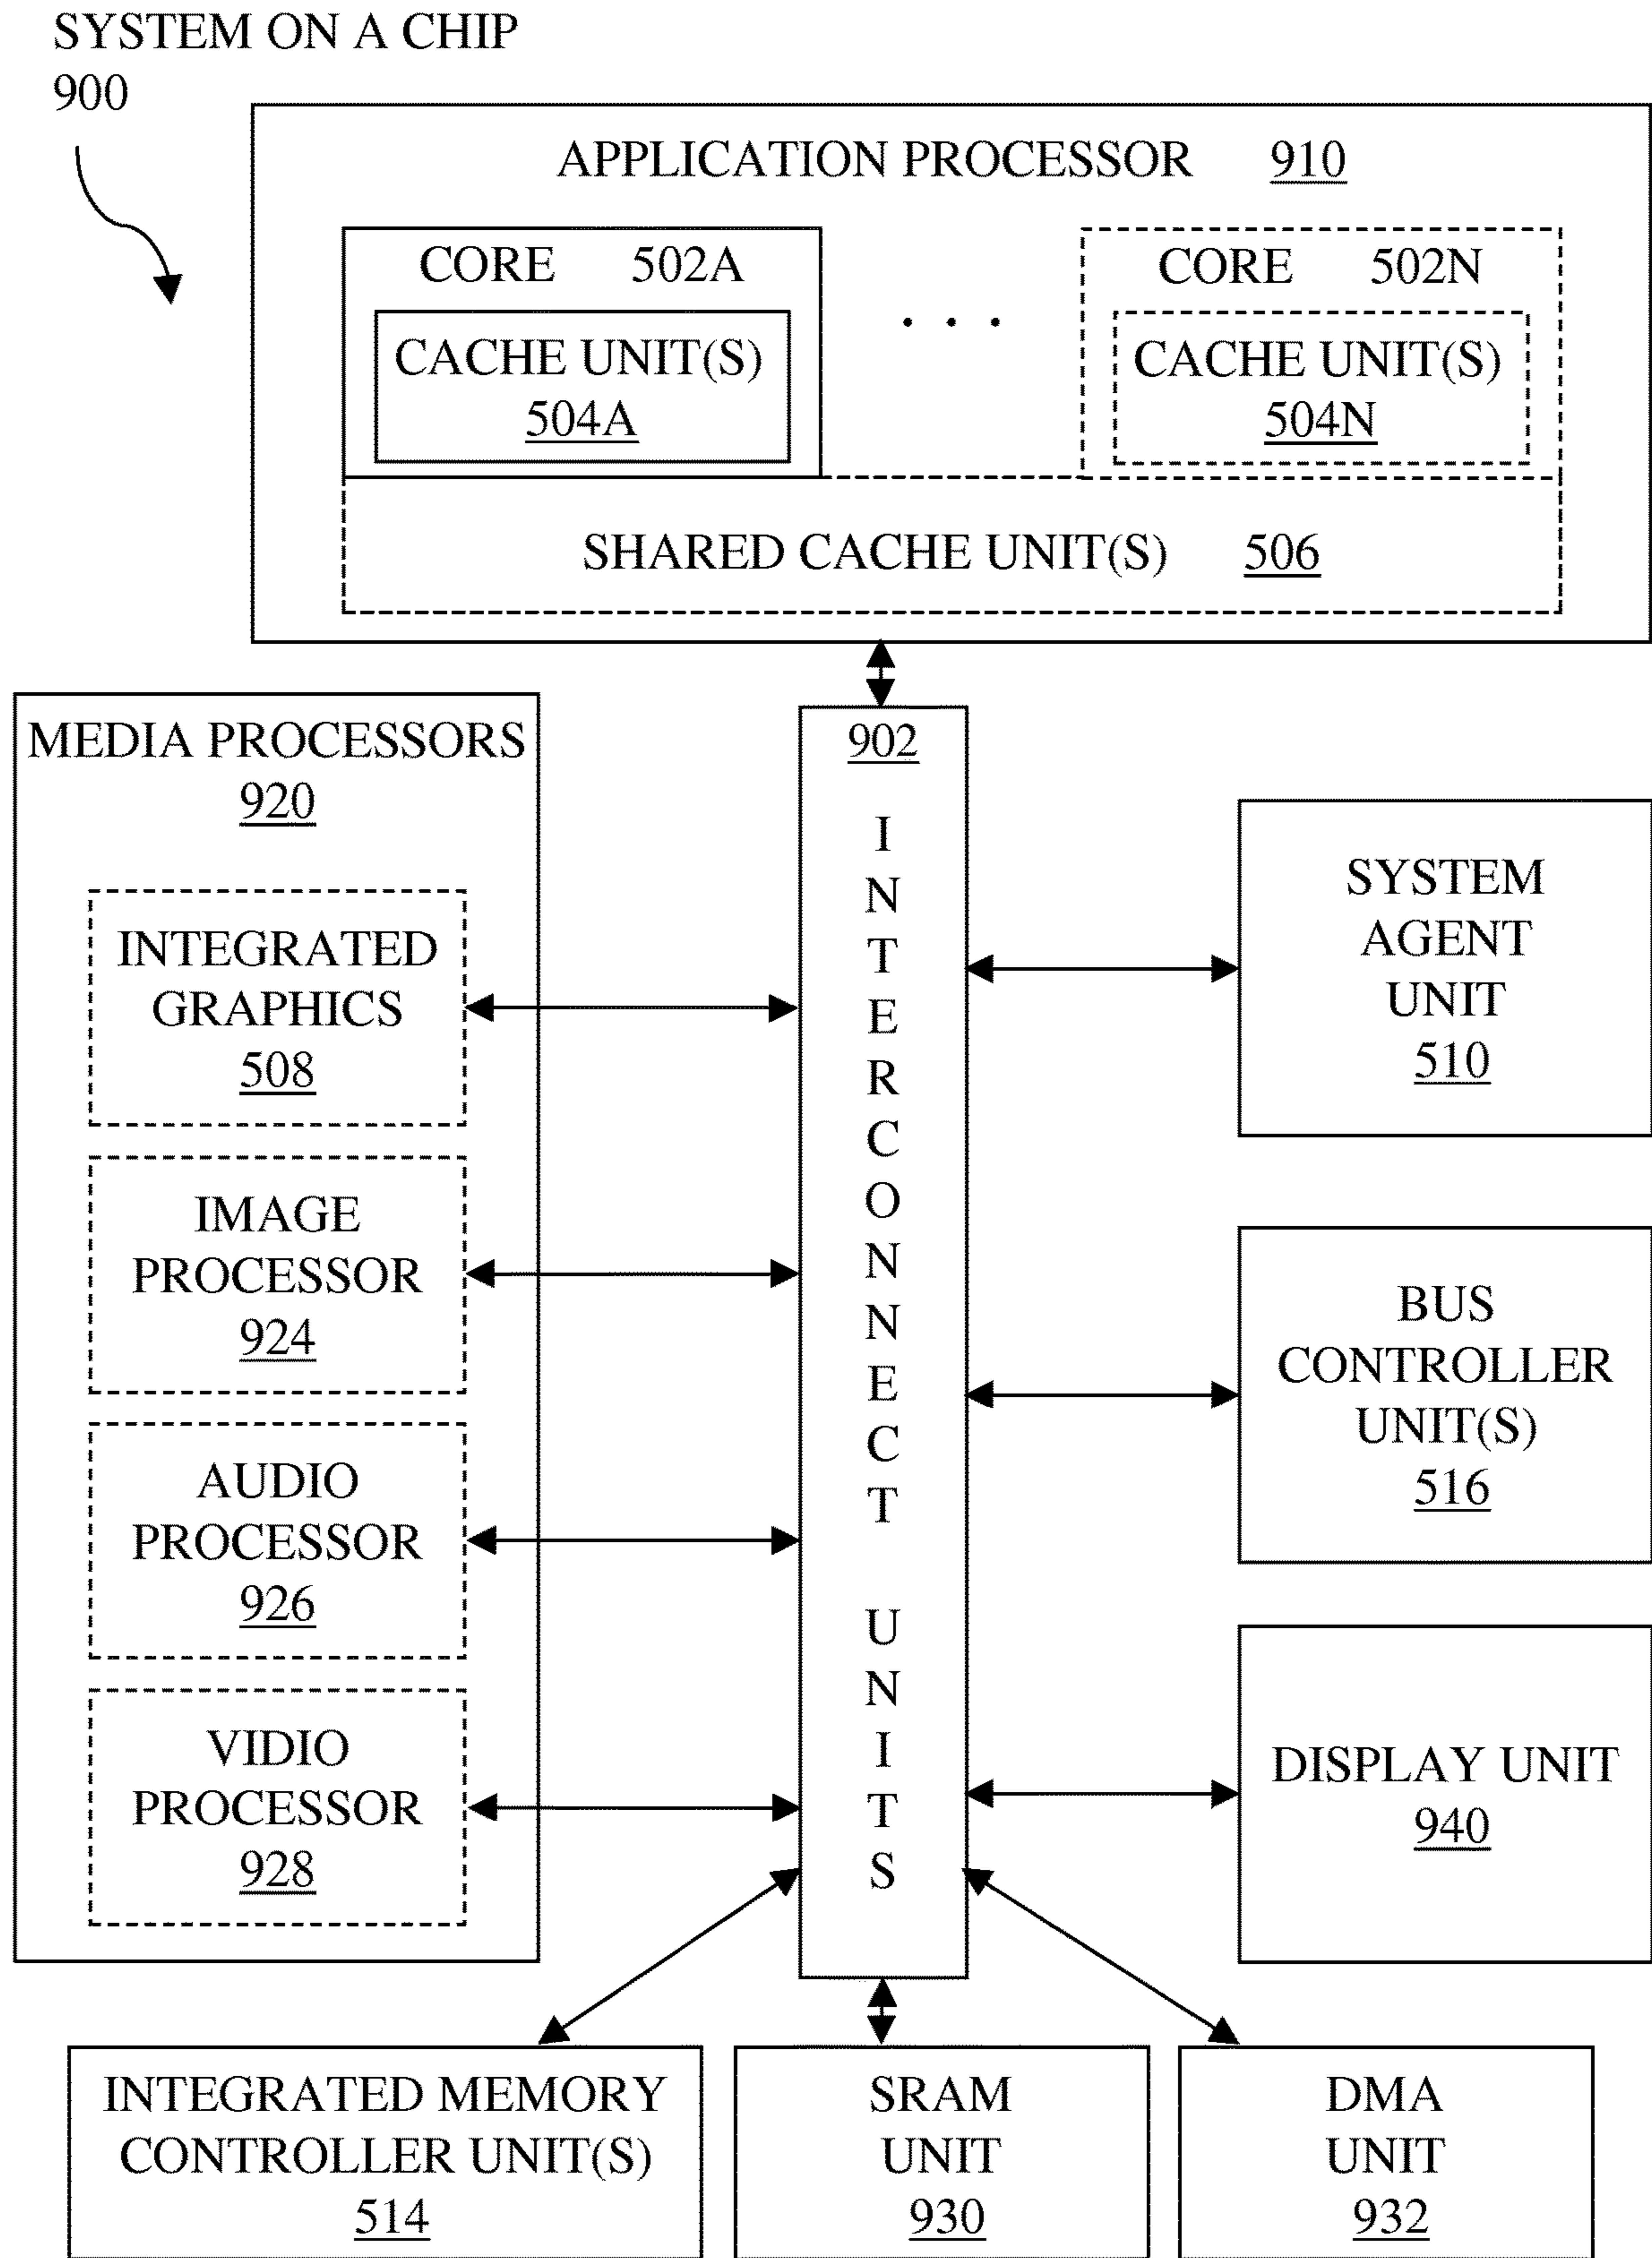 SYSTEM ON A CHIP
900
APPLICATION PROCESSOR 910
CORE 502A
CACHE UNIT(S)
504A
. . .
CORE 502N
CACHE UNIT(S)
504N
SHARED CACHE UNIT(S) 506
MEDIA PROCESSORS
920
INTEGRATED
GRAPHICS
508
IMAGE
PROCESSOR
924
AUDIO
PROCESSOR
926
VIDIO
PROCESSOR
928
902
INTERCONNECT UNITS
SYSTEM
AGENT
UNIT
510
BUS
CONTROLLER
UNIT(S)
516
DISPLAY UNIT
940
INTEGRATED MEMORY
CONTROLLER UNIT(S)
514
SRAM
UNIT
930
DMA
UNIT
932